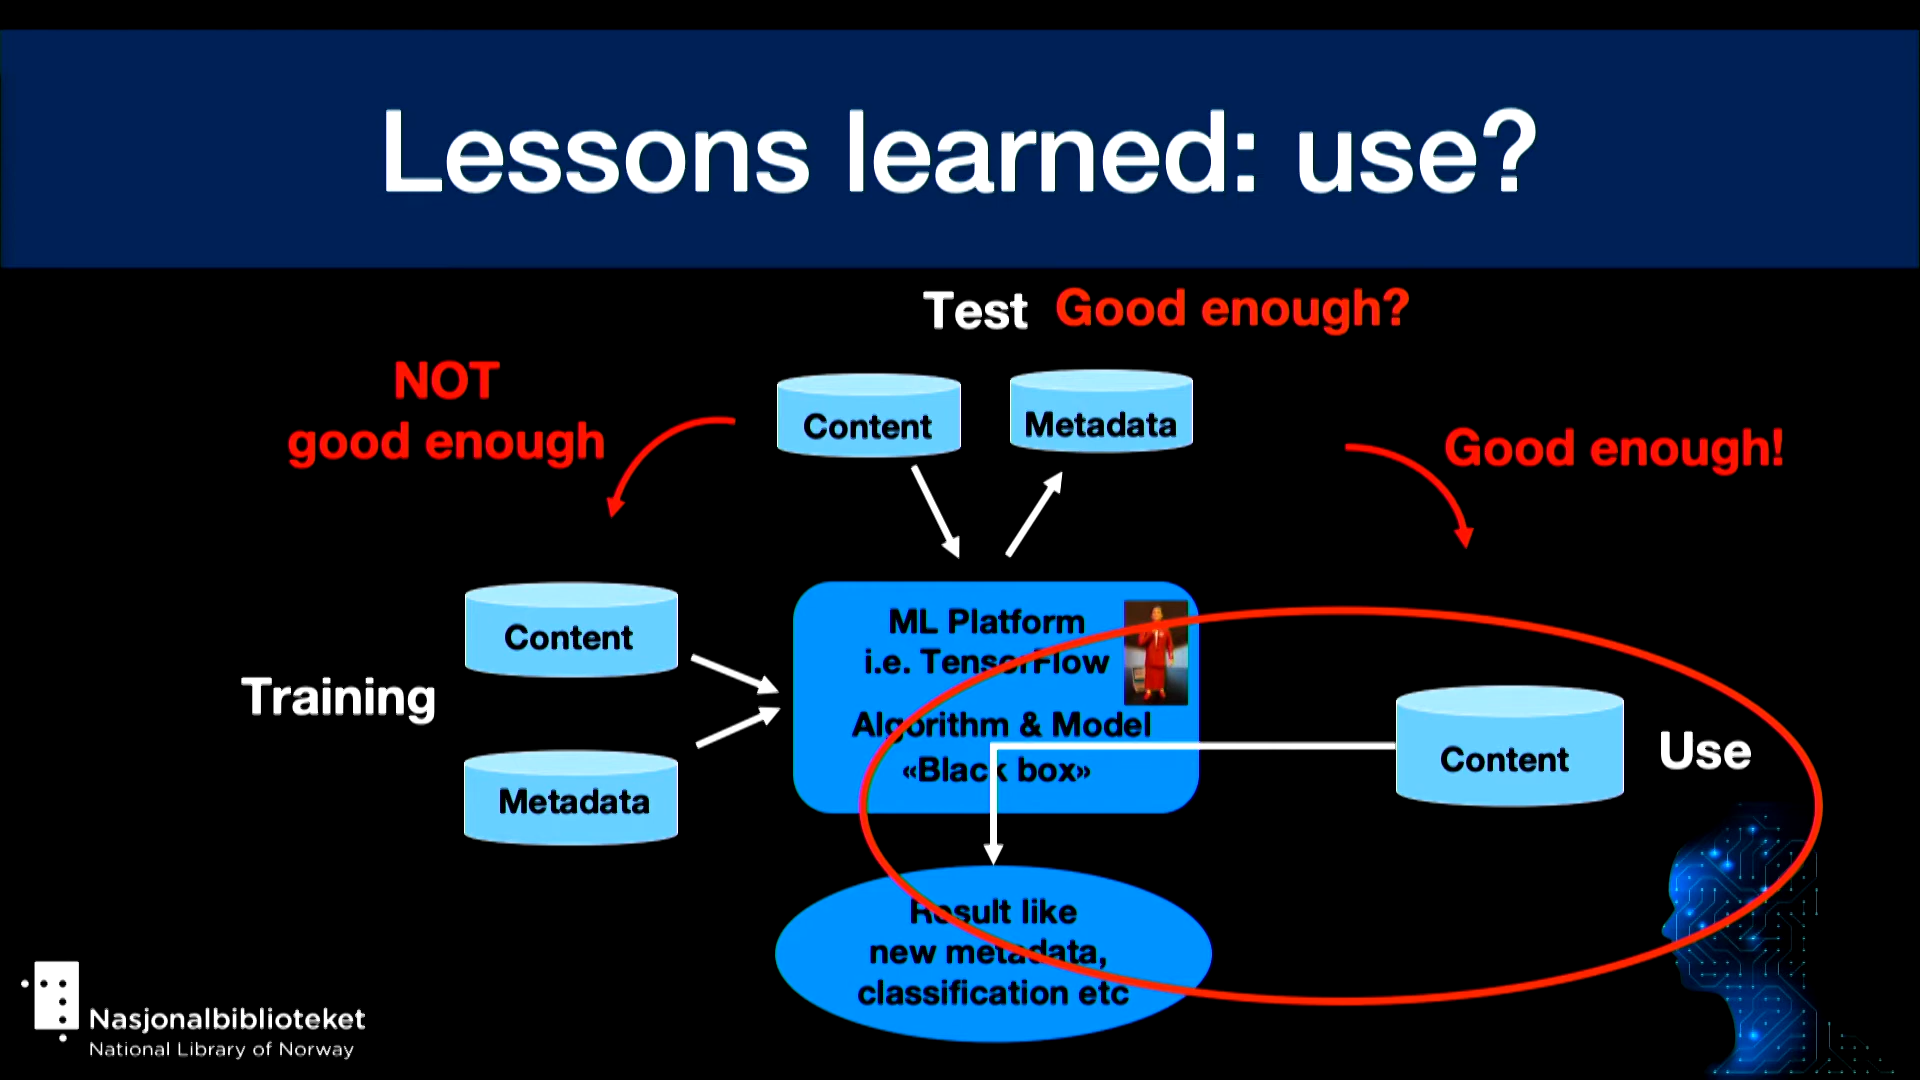 Lessons learned: use?
Test Good enough?
NOT
good enough
Content
Metadata
Good enough!
Training
Content
Metadata
ML Platform
i.e. TensorFlow
Algorithm & Model
«Black box»
Content
Use
Result like
new metadata,
classification etc
Nasjonalbiblioteket
National Library of Norway